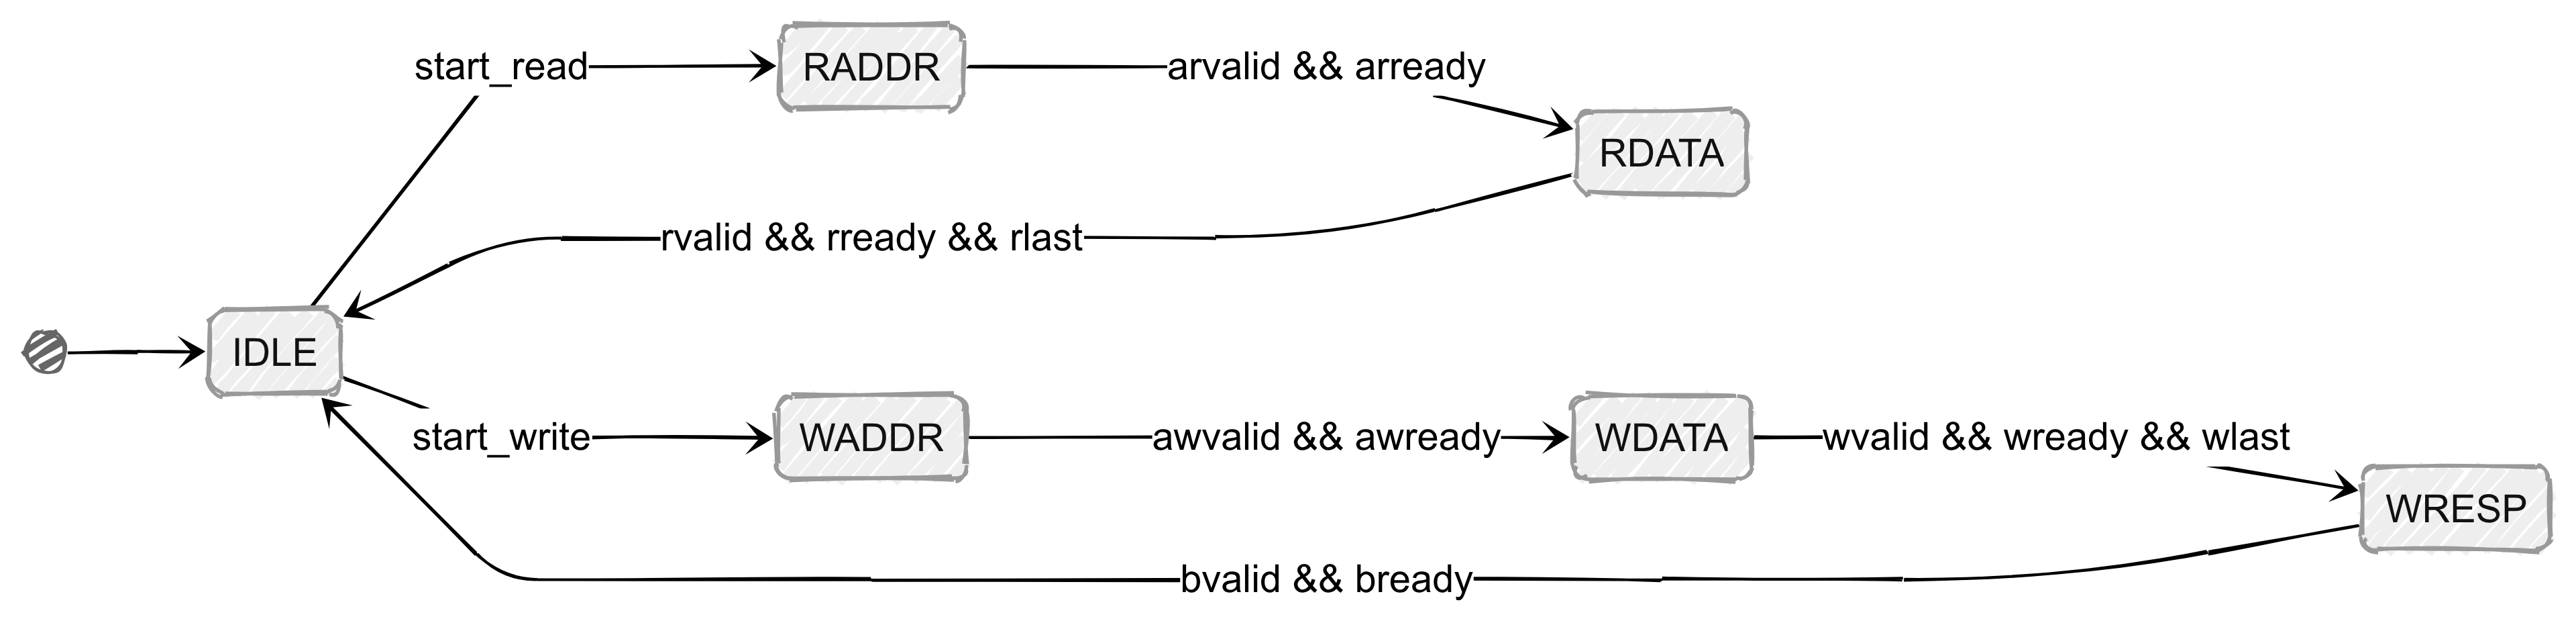 start_read
RADDR
arvalid && arready
RDATA
rvalid && rready && rlast
IDLE
start_write
WADDR
awvalid && awready
WDATA
wvalid && wready && wlast
WRESP
bvalid && bready